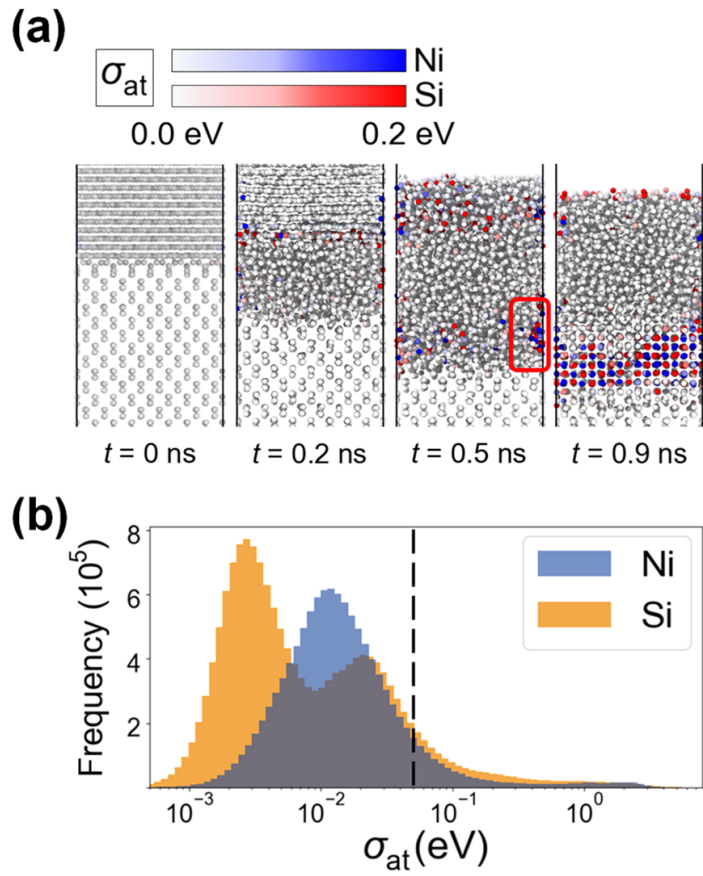 (a)
σat
Ni
Si
0.0 eV 0.2 eV
t = 0 ns t = 0.2 ns t = 0.5 ns t = 0.9 ns
(b)
Frequency (10⁵)
8
6
4
2
Ni
Si
10⁻³ 10⁻² 10⁻¹ 10⁰
σat(eV)